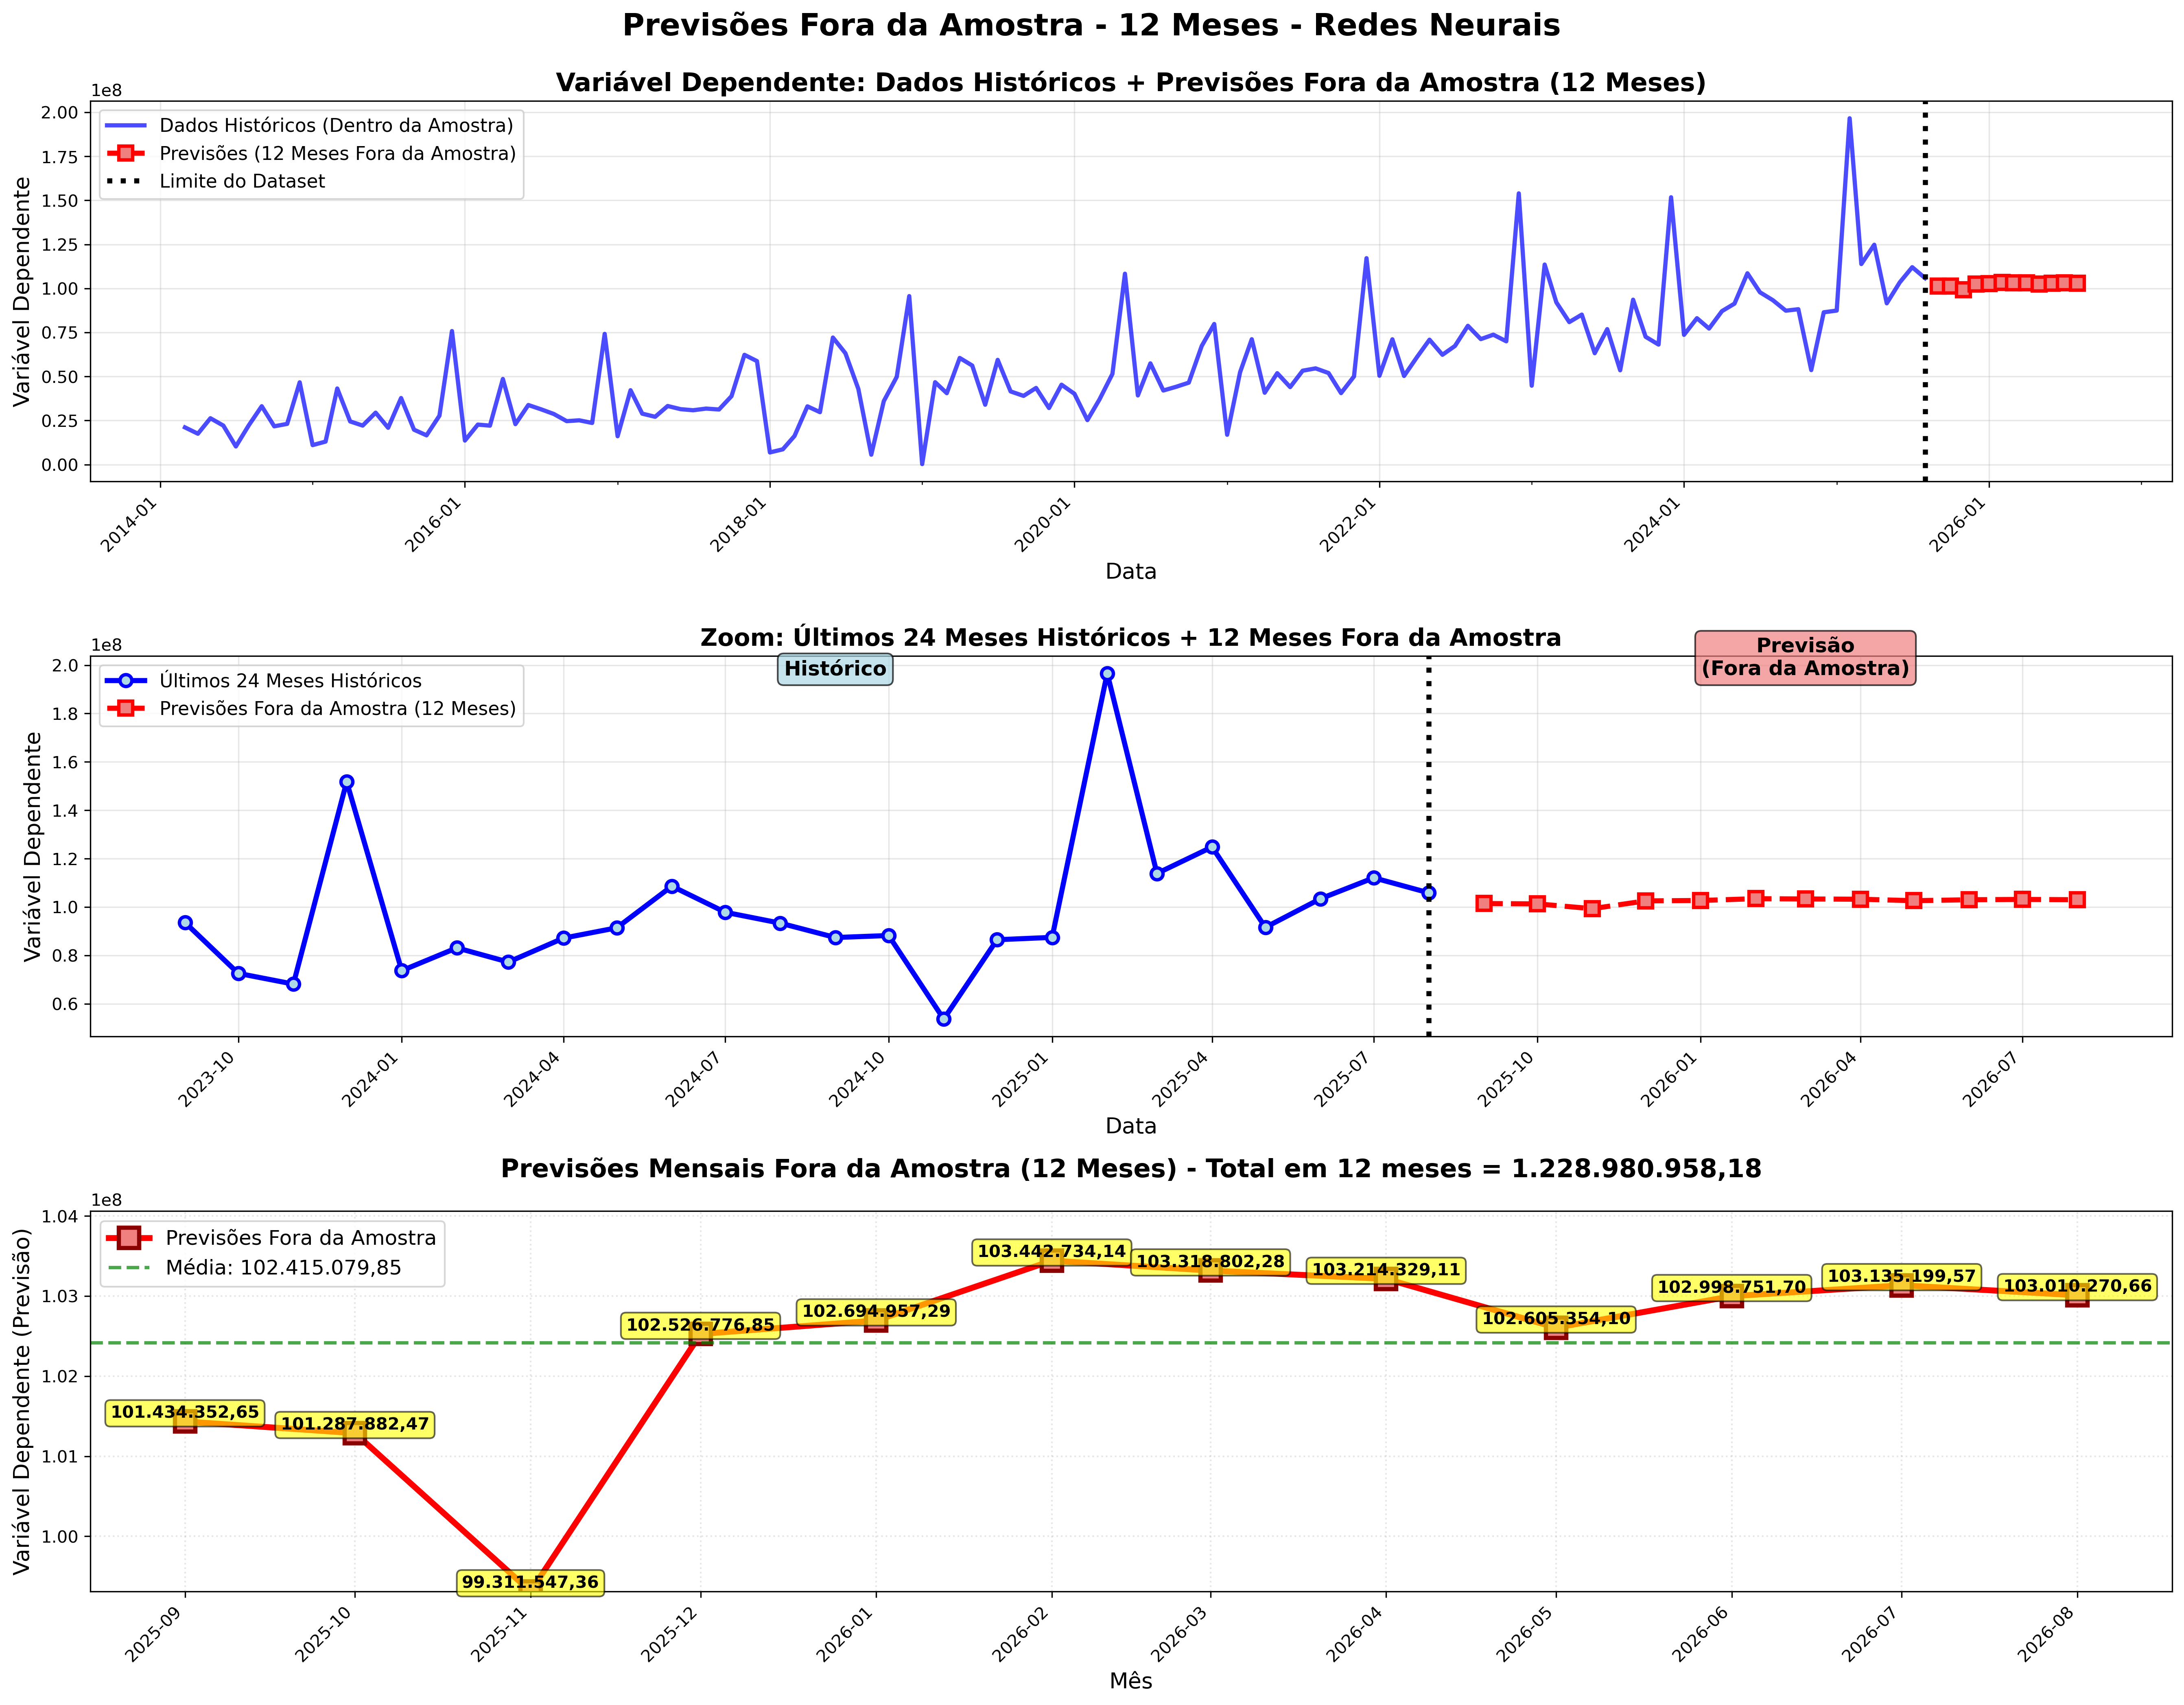 Previsões Fora da Amostra - 12 Meses - Redes Neurais
Variável Dependente: Dados Históricos + Previsões Fora da Amostra (12 Meses)
1e8
Dados Históricos (Dentro da Amostra)
Previsões (12 Meses Fora da Amostra)
Limite do Dataset
Variável Dependente
2.00
1.75
1.50
1.25
1.00
0.75
0.50
0.25
0.00
2014-01
2016-01
2018-01
2020-01
2022-01
2024-01
2026-01
Data
Zoom: Últimos 24 Meses Históricos + 12 Meses Fora da Amostra
1e8
Últimos 24 Meses Históricos
Previsões Fora da Amostra (12 Meses)
Histórico
Previsão
(Fora da Amostra)
Variável Dependente
2.0
1.8
1.6
1.4
1.2
1.0
0.8
0.6
2023-10
2024-01
2024-04
2024-07
2024-10
2025-01
2025-04
2025-07
2025-10
2026-01
2026-04
2026-07
Data
Previsões Mensais Fora da Amostra (12 Meses) - Total em 12 meses = 1.228.980.958,18
1e8
Previsões Fora da Amostra
Média: 102.415.079,85
Variável Dependente (Previsão)
1.04
1.03
1.02
1.01
1.00
101.434.352,65
101.287.882,47
99.311.547,36
102.526.776,85
102.694.957,29
103.442.734,14
103.318.802,28
103.214.329,11
102.605.354,10
102.998.751,70
103.135.199,57
103.010.270,66
2025-09
2025-10
2025-11
2025-12
2026-01
2026-02
2026-03
2026-04
2026-05
2026-06
2026-07
2026-08
Mês